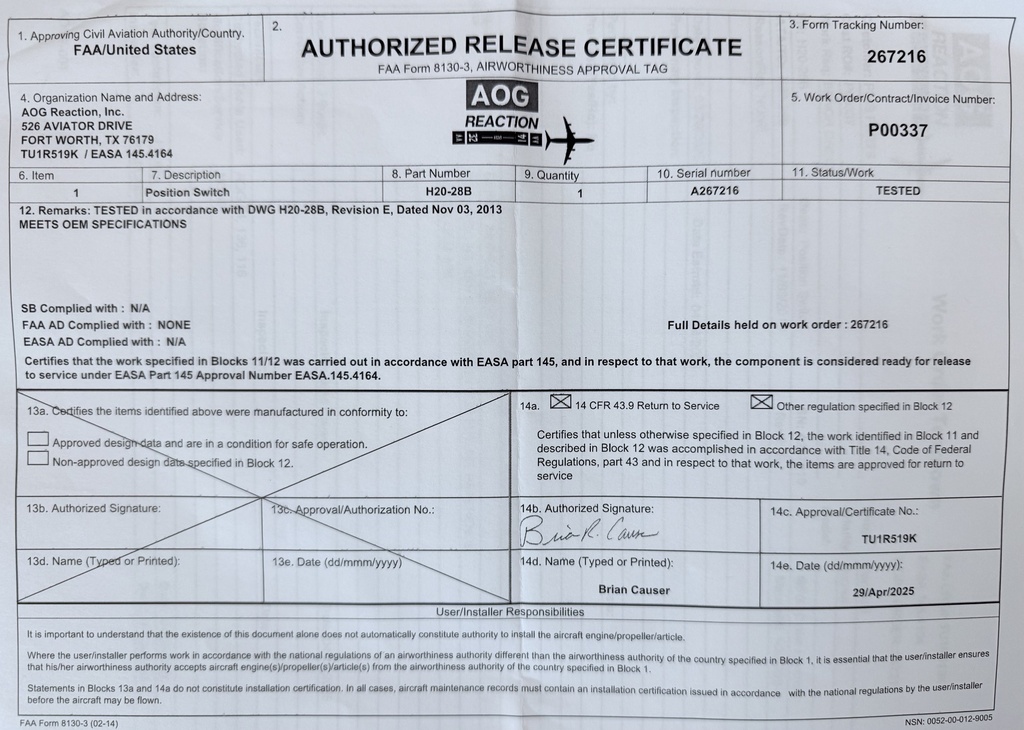 1. Approving Civil Aviation Authority/Country.
FAA/United States
2.
AUTHORIZED RELEASE CERTIFICATE
FAA Form 8130-3, AIRWORTHINESS APPROVAL TAG
3. Form Tracking Number:
267216
4. Organization Name and Address:
AOG Reaction, Inc.
526 AVIATOR DRIVE
FORT WORTH, TX 76179
TU1R519K / EASA 145.4164
AOG
REACTION
5. Work Order/Contract/Invoice Number:
P00337
6. Item
7. Description
8. Part Number
9. Quantity
10. Serial number
11. Status/Work
1
Position Switch
H20-28B
1
A267216
TESTED
12. Remarks: TESTED in accordance with DWG H20-28B, Revision E, Dated Nov 03, 2013
MEETS OEM SPECIFICATIONS
SB Complied with : N/A
FAA AD Complied with : NONE
Full Details held on work order : 267216
EASA AD Complied with : N/A
Certifies that the work specified in Blocks 11/12 was carried out in accordance with EASA part 145, and in respect to that work, the component is considered ready for release
to service under EASA Part 145 Approval Number EASA.145.4164.
13a. Certifies the items identified above were manufactured in conformity to:
Approved design data and are in a condition for safe operation.
Non-approved design data specified in Block 12.
14a. 14 CFR 43.9 Return to Service
Other regulation specified in Block 12
Certifies that unless otherwise specified in Block 12, the work identified in Block 11 and
described in Block 12 was accomplished in accordance with Title 14, Code of Federal
Regulations, part 43 and in respect to that work, the items are approved for return to
service
13b. Authorized Signature:
13c. Approval/Authorization No.:
14b. Authorized Signature:
Brian R. Causer
14c. Approval/Certificate No.:
TU1R519K
13d. Name (Typed or Printed):
13e. Date (dd/mmm/yyyy)
14d. Name (Typed or Printed):
Brian Causer
14e. Date (dd/mmm/yyyy):
29/Apr/2025
User/Installer Responsibilities
It is important to understand that the existence of this document alone does not automatically constitute authority to install the aircraft engine/propeller/article.
Where the user/installer performs work in accordance with the national regulations of an airworthiness authority different than the airworthiness authority of the country specified in Block 1, it is essential that the user/installer ensures
that his/her airworthiness authority accepts aircraft engine(s)/propeller(s)/article(s) from the airworthiness authority of the country specified in Block 1.
Statements in Blocks 13a and 14a do not constitute installation certification. In all cases, aircraft maintenance records must contain an installation certification issued in accordance with the national regulations by the user/installer
before the aircraft may be flown.
FAA Form 8130-3 (02-14)
NSN: 0052-00-012-9005